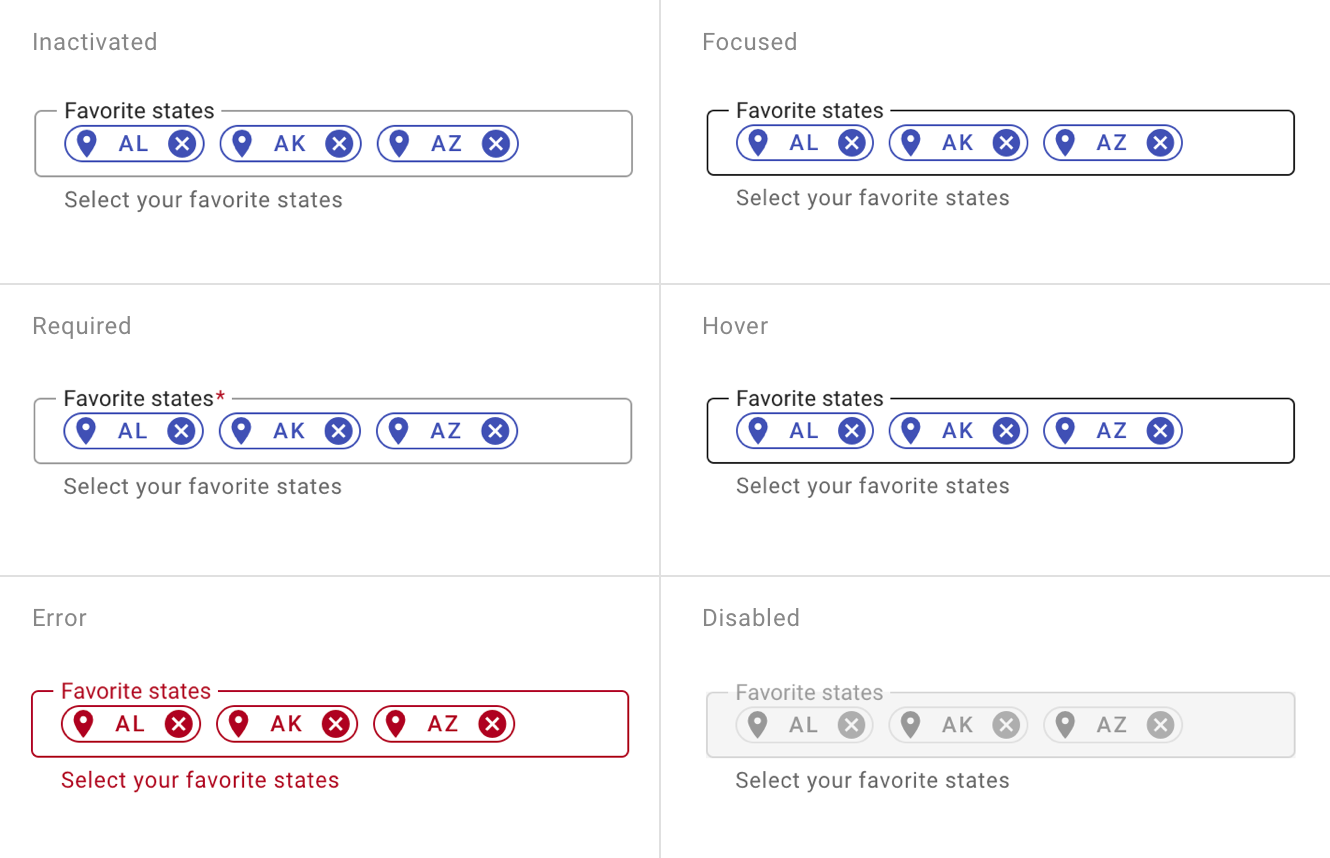 Inactivated
Favorite states
AL AK AZ
Select your favorite states
Focused
Favorite states
AL AK AZ
Select your favorite states
Required
Favorite states*
AL AK AZ
Select your favorite states
Hover
Favorite states
AL AK AZ
Select your favorite states
Error
Favorite states
AL AK AZ
Select your favorite states
Disabled
Favorite states
AL AK AZ
Select your favorite states